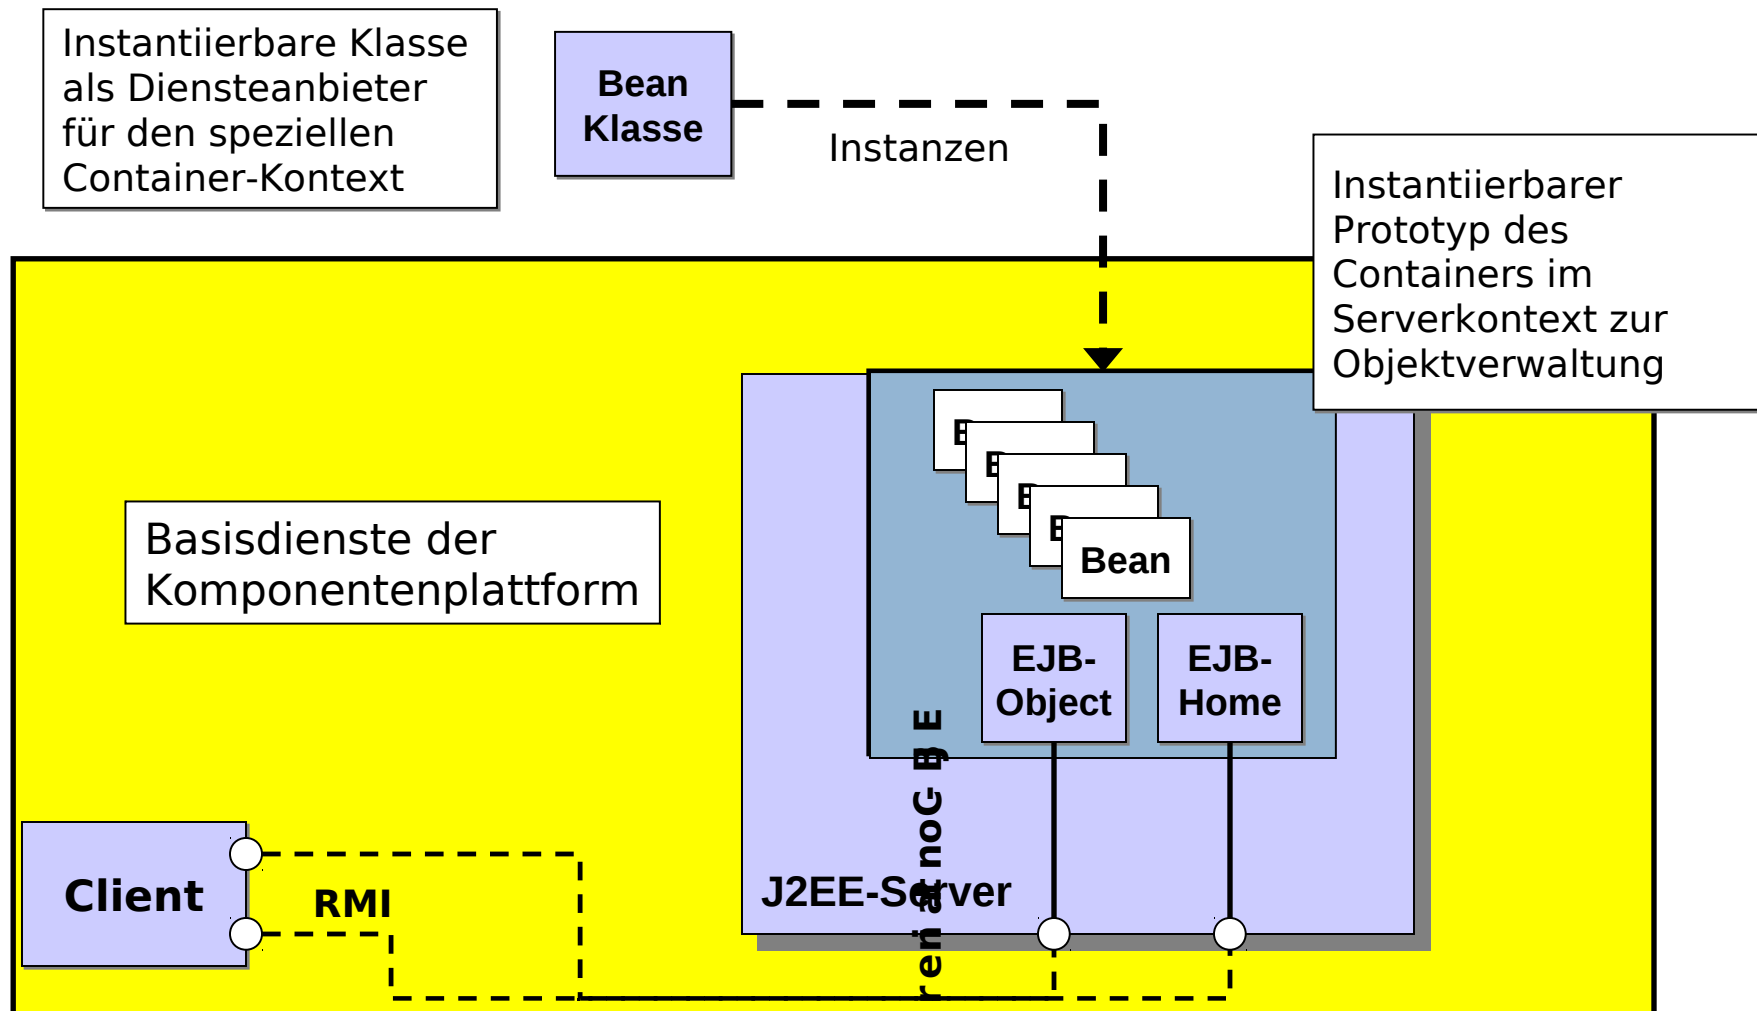 Instantiierbare Klasse
als Diensteanbieter
für den speziellen
Container-Kontext
Bean
Klasse
Instanzen
Instantiierbarer
Prototyp des
Containers im
Serverkontext zur
Objektverwaltung
B
B
B
B
Bean
Basisdienste der
Komponentenplattform
EJB-
Object
EJB-
Home
J2EE-Server
Client
RMI